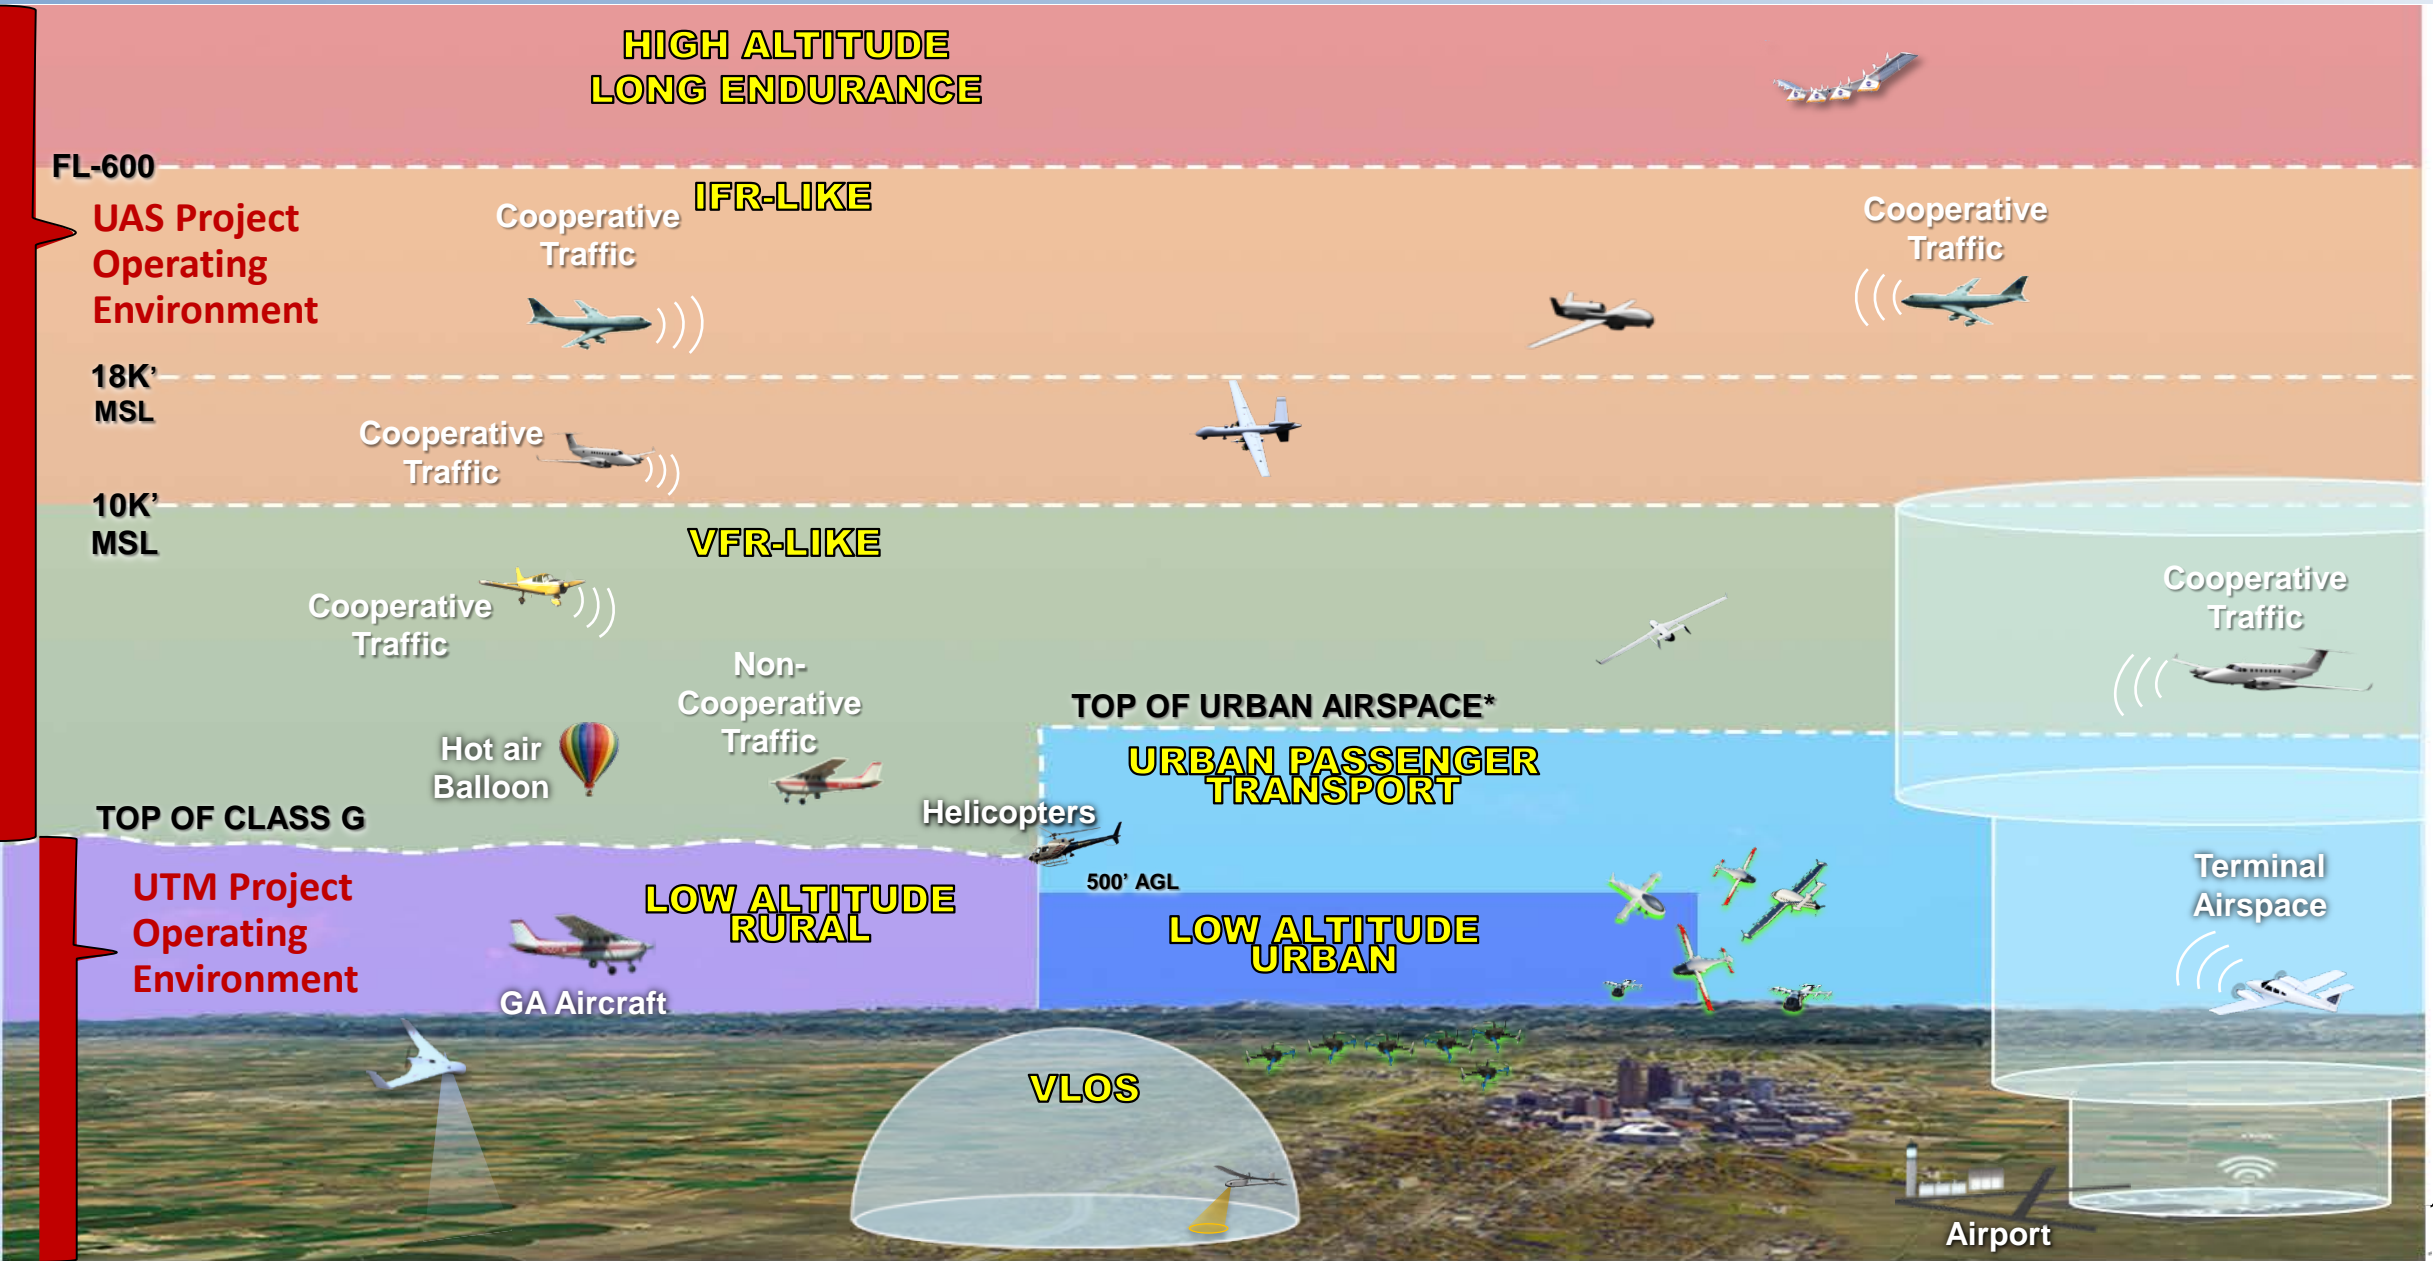 HIGH ALTITUDE
LONG ENDURANCE
FL-600
IFR-LIKE
UAS Project
Operating
Environment
Cooperative
Traffic
Cooperative
Traffic
18K’
MSL
Cooperative
Traffic
10K’
MSL
VFR-LIKE
Cooperative
Traffic
Cooperative
Traffic
Non-
Cooperative
Traffic
TOP OF URBAN AIRSPACE*
Hot air
Balloon
URBAN PASSENGER
TRANSPORT
TOP OF CLASS G
Helicopters
UTM Project
Operating
Environment
LOW ALTITUDE
RURAL
500’ AGL
LOW ALTITUDE
URBAN
Terminal
Airspace
GA Aircraft
VLOS
Airport